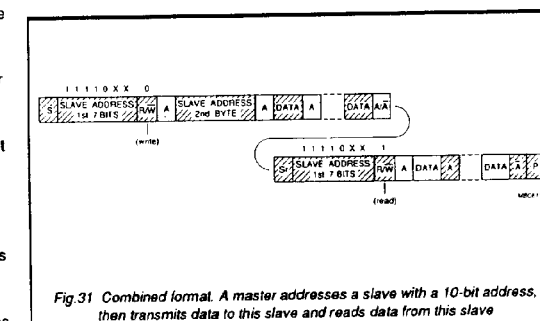 e
r
t
s
1 1 1 1 0 X X 0
S SLAVE ADDRESS 1st 7 BITS R/W̅ A SLAVE ADDRESS 2nd BYTE A DATA A DATA A/A̅
(write)
1 1 1 1 0 X X 1
Sr SLAVE ADDRESS 1st 7 BITS R/W̅ A DATA A DATA A̅ P
(read)
Fig.31 Combined format. A master addresses a slave with a 10-bit address,
then transmits data to this slave and reads data from this slave